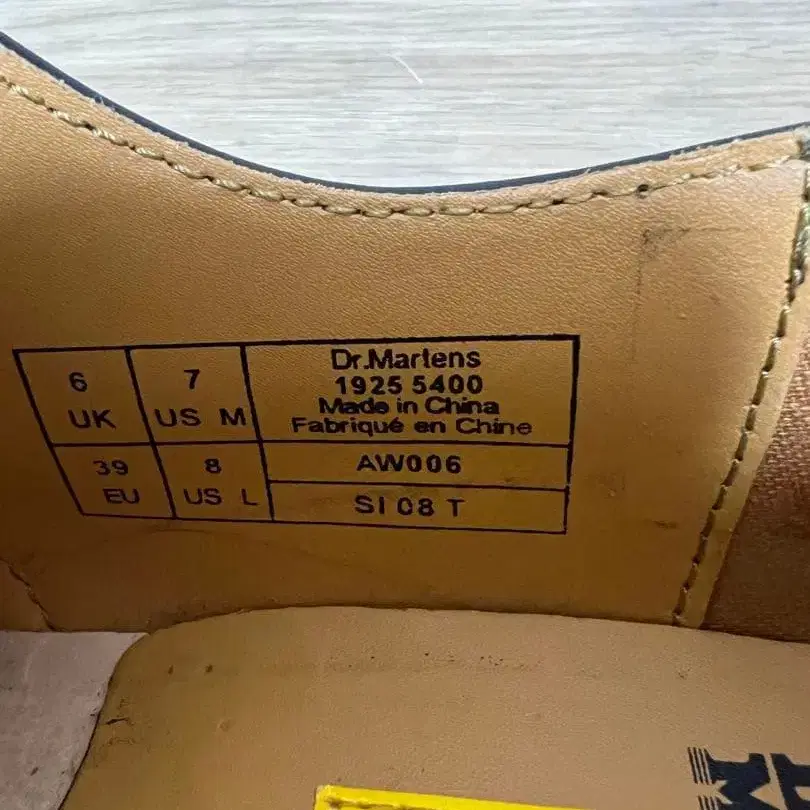 6
UK
7
US M
Dr.Martens
1925 5400
Made in China
Fabriqué en Chine
39
EU
8
US L
AW006
SI 08 T